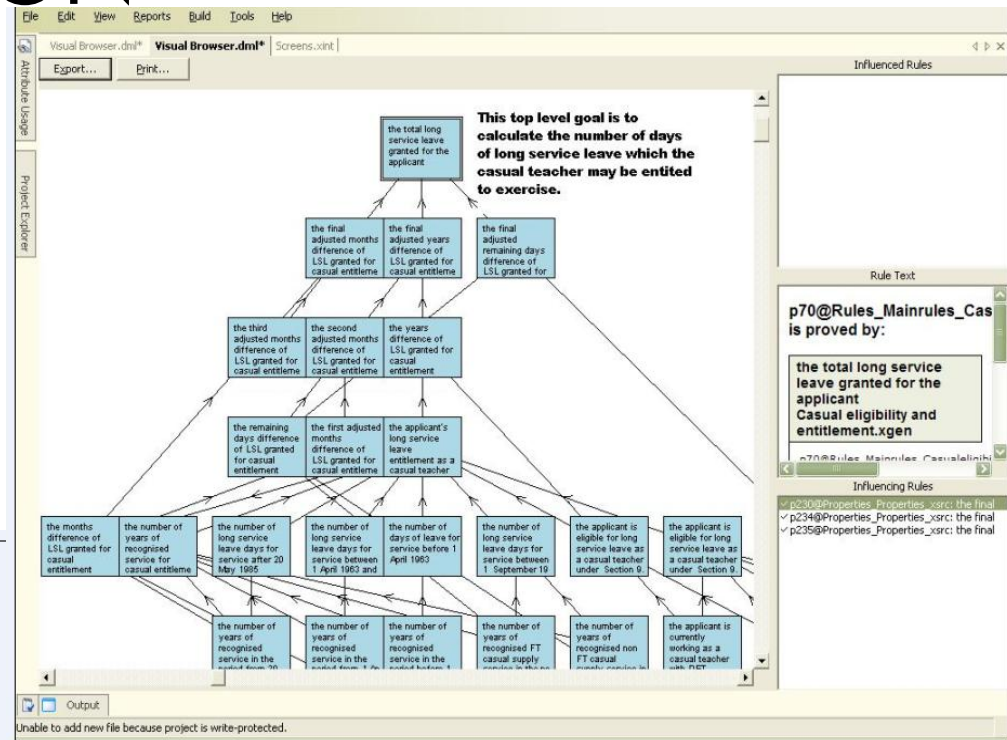 File Edit View Reports Build Tools Help
Visual Browser.dml* Visual Browser.dml* Screens.xint
Attribute Usage
Project Explorer
Export... Print...
the total long
service leave
granted for the
applicant
This top level goal is to
calculate the number of days
of long service leave which the
casual teacher may be entited
to exercise.
the final
adjusted months
difference of
LSL granted for
casual entitleme
the final
adjusted years
difference of
LSL granted for
casual entitleme
the final
adjusted
remaining days
difference of
LSL granted for
the third
adjusted months
difference of
LSL granted for
casual entitleme
the second
adjusted months
difference of
LSL granted for
casual entitleme
the years
difference of
LSL granted for
casual
entitlement
the remaining
days difference
of LSL granted
for casual
entitlement
the first adjusted
months
difference of
LSL granted for
casual entitleme
the applicant's
long service
leave
entitlement as a
casual teacher
the months
difference of
LSL granted for
casual
entitlement
the number of
years of
recognised
service for
casual entitleme
the number of
long service
leave days for
service after 20
May 1985
the number of
long service
leave days for
service between
1 April 1963 and
the number of
days of leave for
service before 1
April 1963
the number of
long service
leave days for
service between
1 September 19
the applicant is
eligible for long
service leave as
a casual teacher
under Section 9.
the applicant is
eligible for long
service leave as
a casual teacher
under Section 9.
the number of
years of
recognised
service in the
period from 20
the number of
years of
recognised
service in the
the number of
years of
recognised
service in the
period before 1
the number of
years of
recognised FT
casual supply
service in the
the number of
years of
recognised non
FT casual
supply service in
the applicant is
currently
working as a
casual teacher
with DET
Influenced Rules
Rule Text
p70@Rules_Mainrules_Cas
is proved by:
the total long service
leave granted for the
applicant
Casual eligibility and
entitlement.xgen
Influencing Rules
p230@Properties_Properties_xsrc: the final
p234@Properties_Properties_xsrc: the final
p235@Properties_Properties_xsrc: the final
Output
Unable to add new file because project is write-protected.